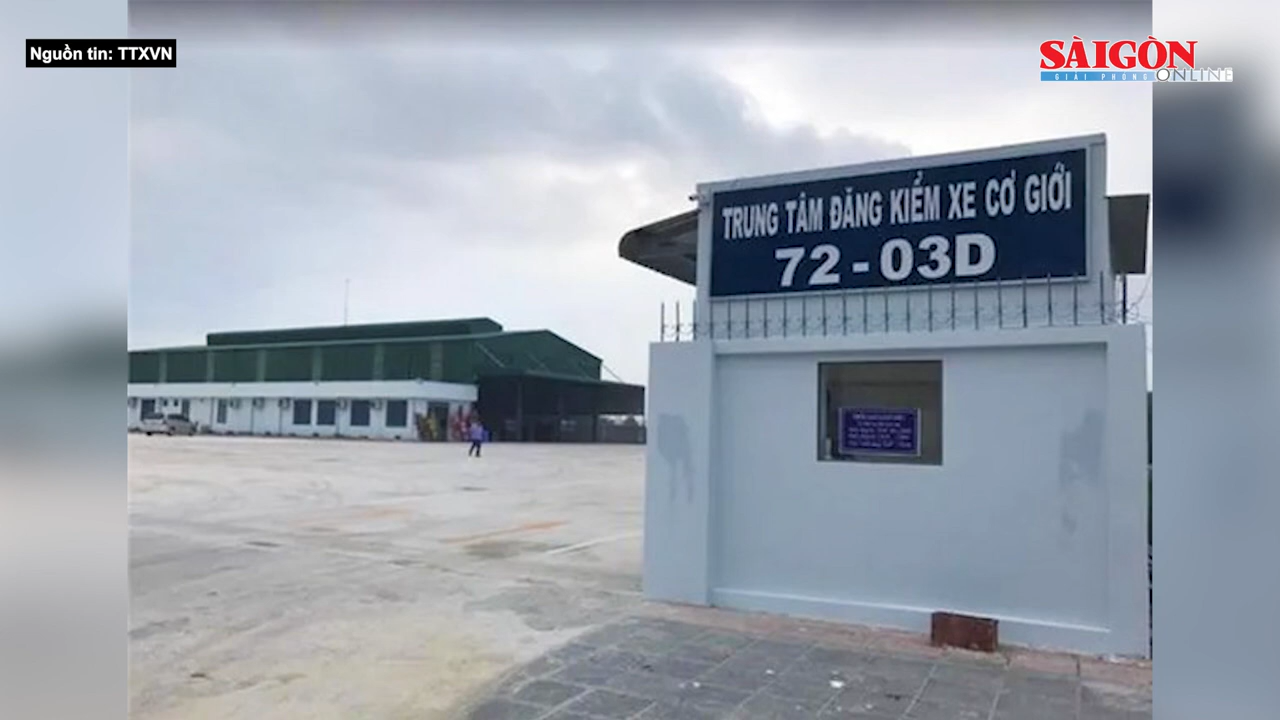 Nguồn tin: TTXVN
SÀIGÒN
GIẢI PHÓNG ONLINE
TRUNG TÂM ĐĂNG KIỂM XE CƠ GIỚI
72-03D